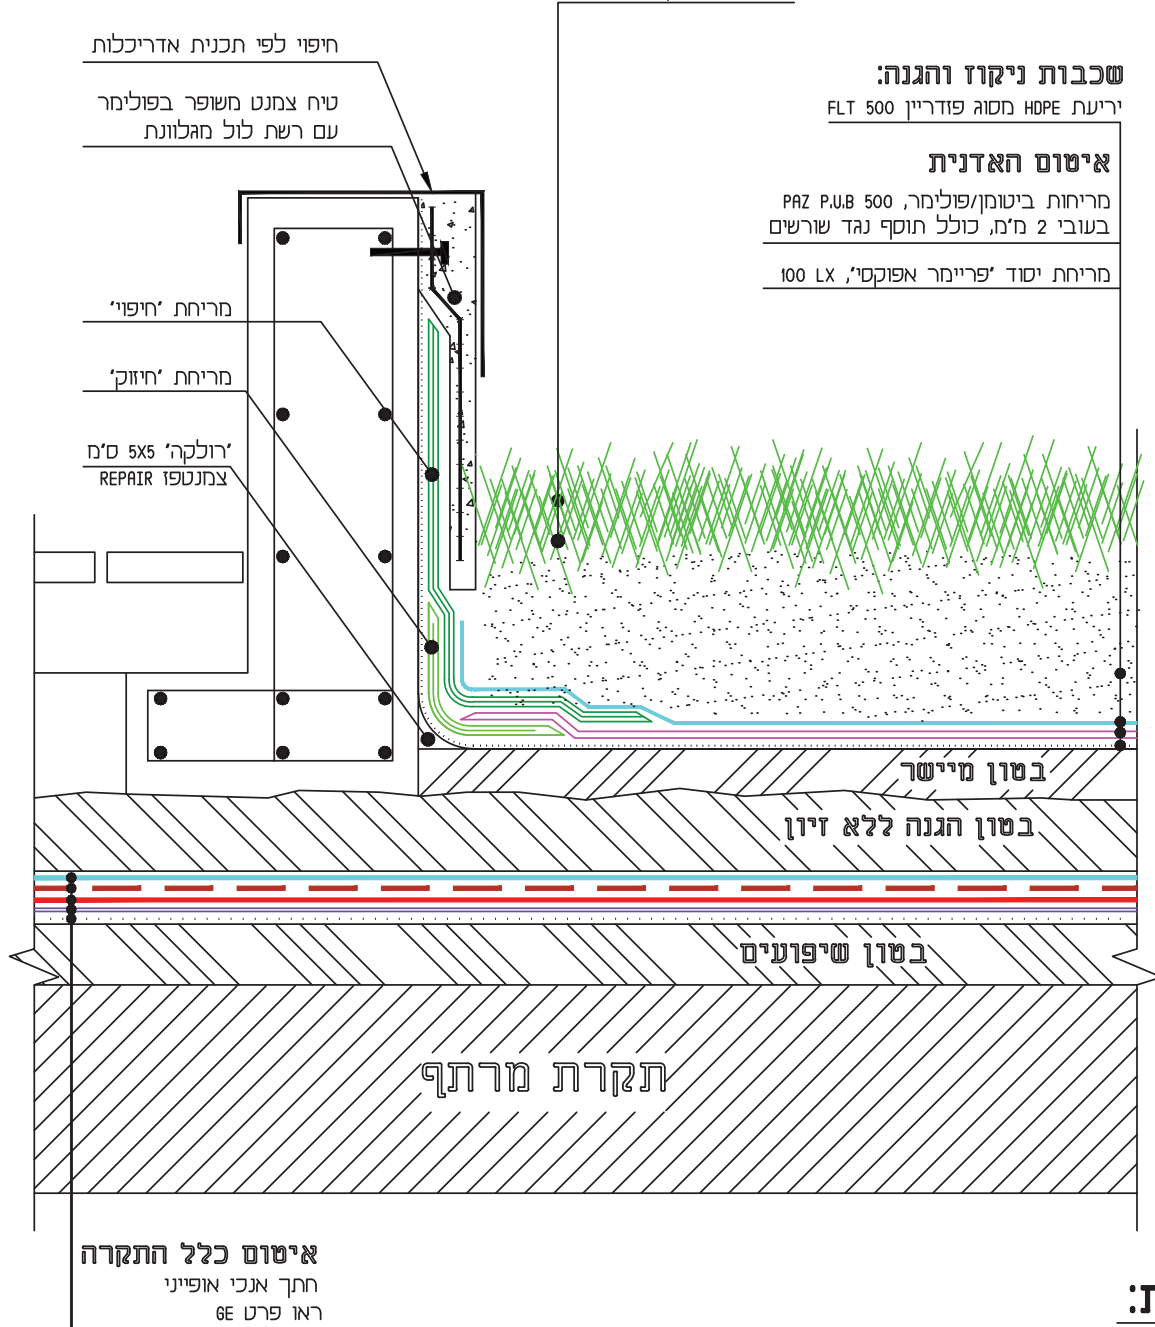 חיפוי לפי תכנית אדריכלות
טיח צמנט משופר בפולימר
עם רשת לול מגלוונת
שכבות ניקוז והגנה:
יריעת HDPE מסוג פזדריין FLT 500
איטום האדנית
מריחות ביטומן/פולימר, PAZ P.U.B 500
בעובי 2 מ"מ, כולל תוסף נגד שורשים
מריחת יסוד "פריימר אפוקסי", 100 LX
מריחת "חיפוי"
מריחת "חיזוק"
"רולקה" 5X5 ס"מ
צמנטפז REPAIR
בטון מיישר
בטון הגנה ללא זיון
בטון שיפועים
תקרת מרתף
איטום כלל התקרה
חתך אנכי אופייני
ראו פרט GE